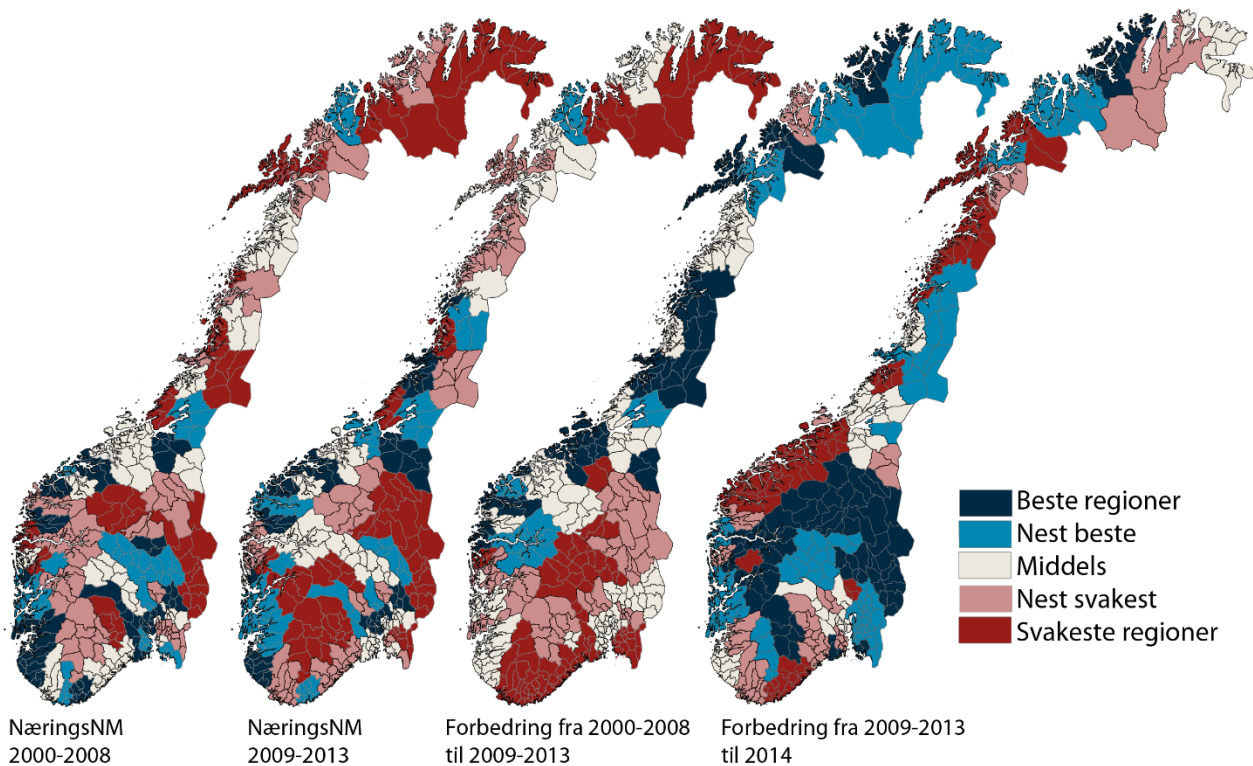 Beste regioner
Nest beste
Middels
Nest svakest
Svakeste regioner
NæringsNM
2000-2008
NæringsNM
2009-2013
Forbedring fra 2000-2008
til 2009-2013
Forbedring fra 2009-2013
til 2014